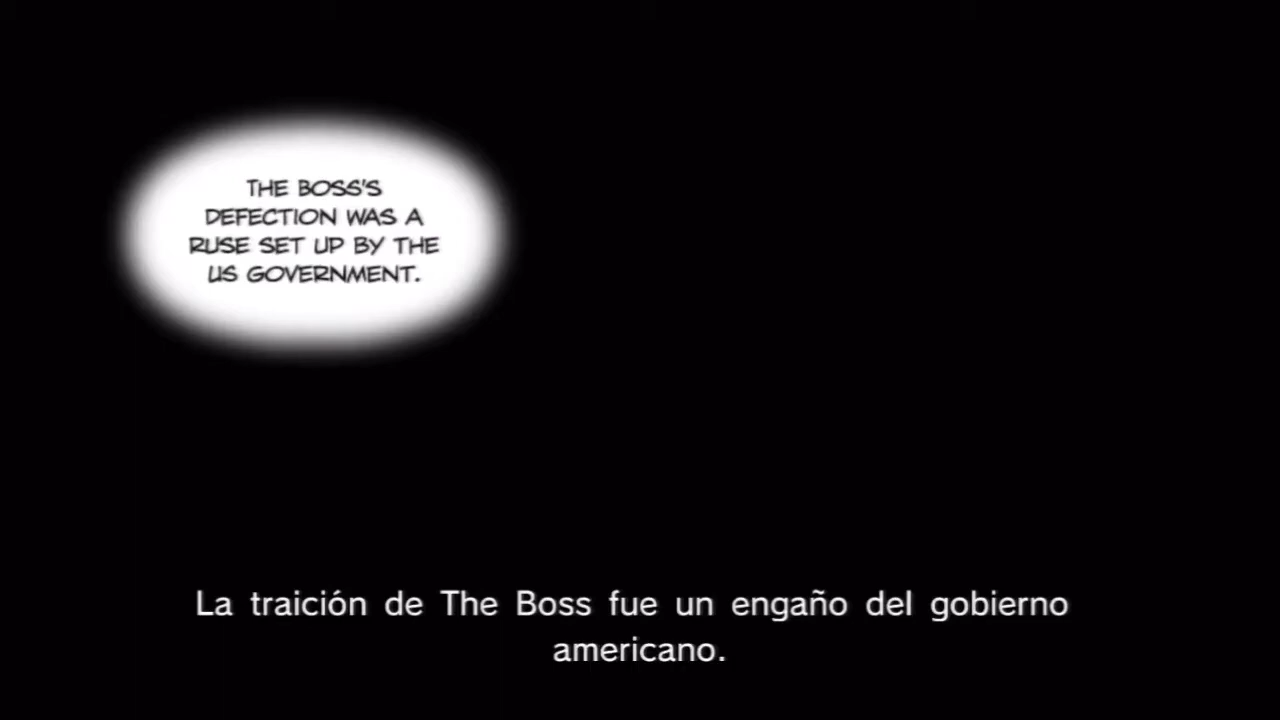 THE BOSS'S
DEFECTION WAS A
RUSE SET UP BY THE
US GOVERNMENT.
La traición de The Boss fue un engaño del gobierno
americano.